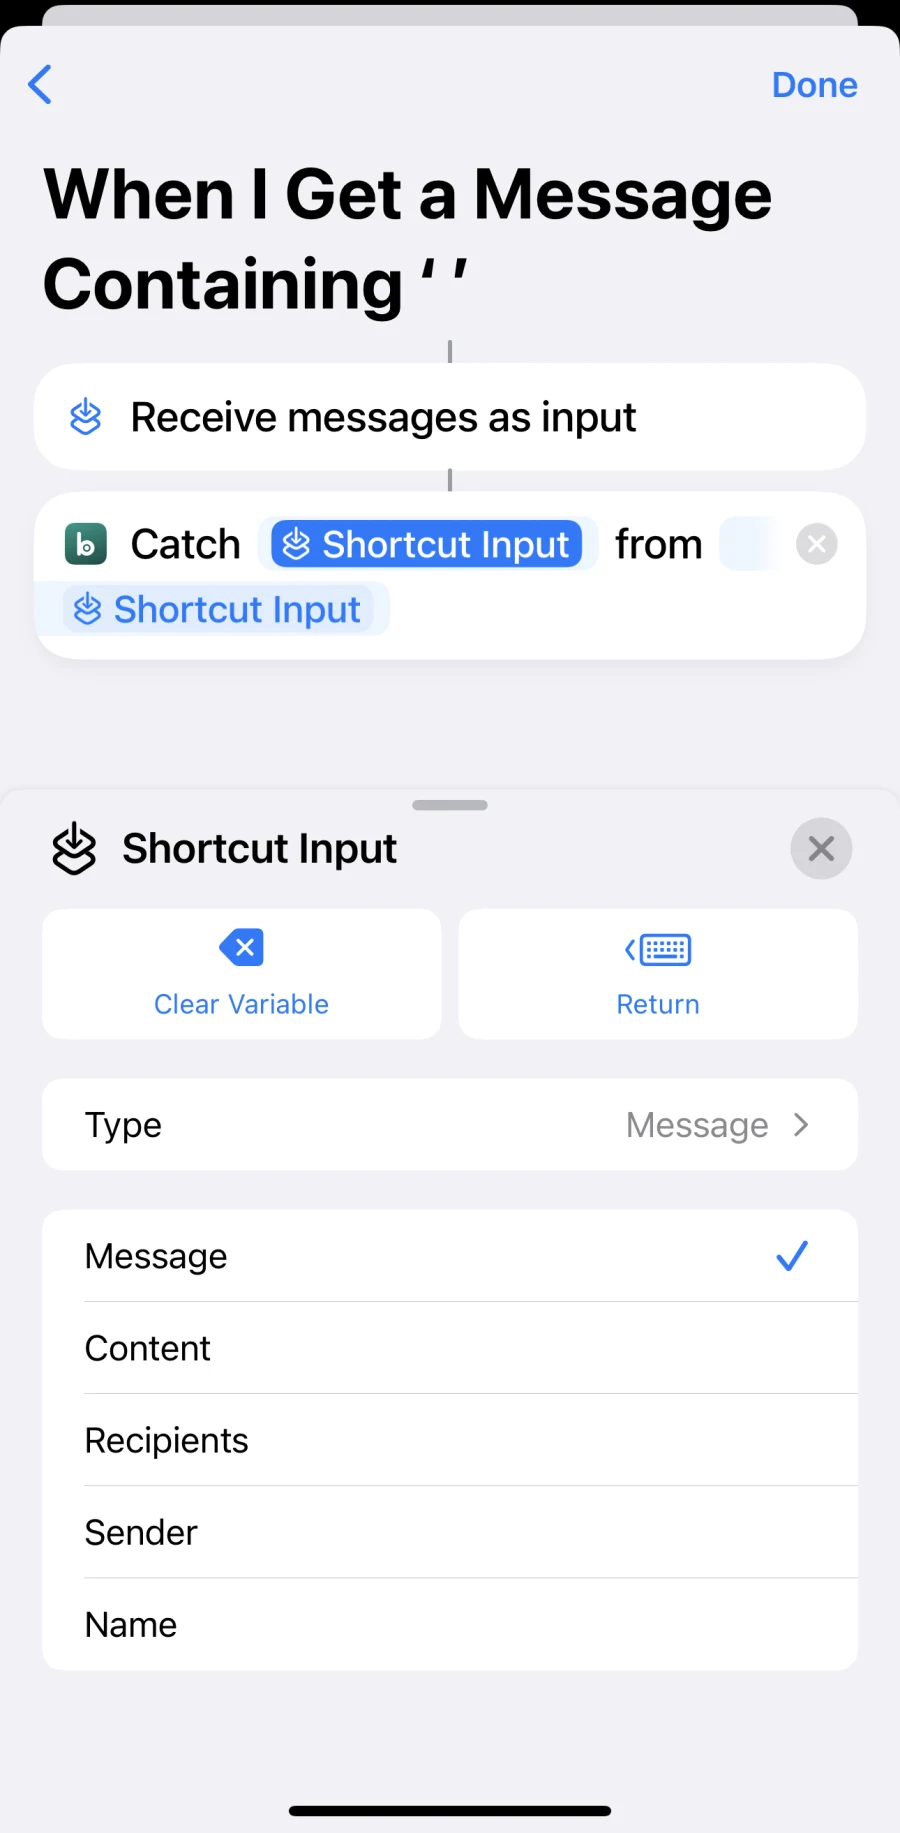 Done
When I Get a Message
Containing ‘ ’
Receive messages as input
b Catch Shortcut Input from
Shortcut Input
Shortcut Input
Clear Variable
Return
Type Message
Message
Content
Recipients
Sender
Name